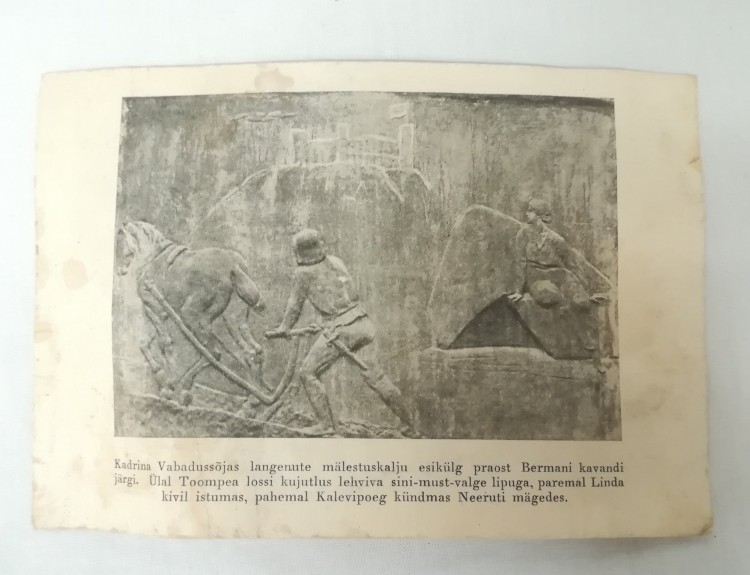 Kadrina Vabadussõjas langenute mälestuskalju esikülg praost Bermani kavandi
järgi. Ülal Toompea lossi kujutlus lehviva sini-must-valge lipuga, paremal Linda
kivil istumas, pahemal Kalevipoeg kündmas Neeruti mägedes.